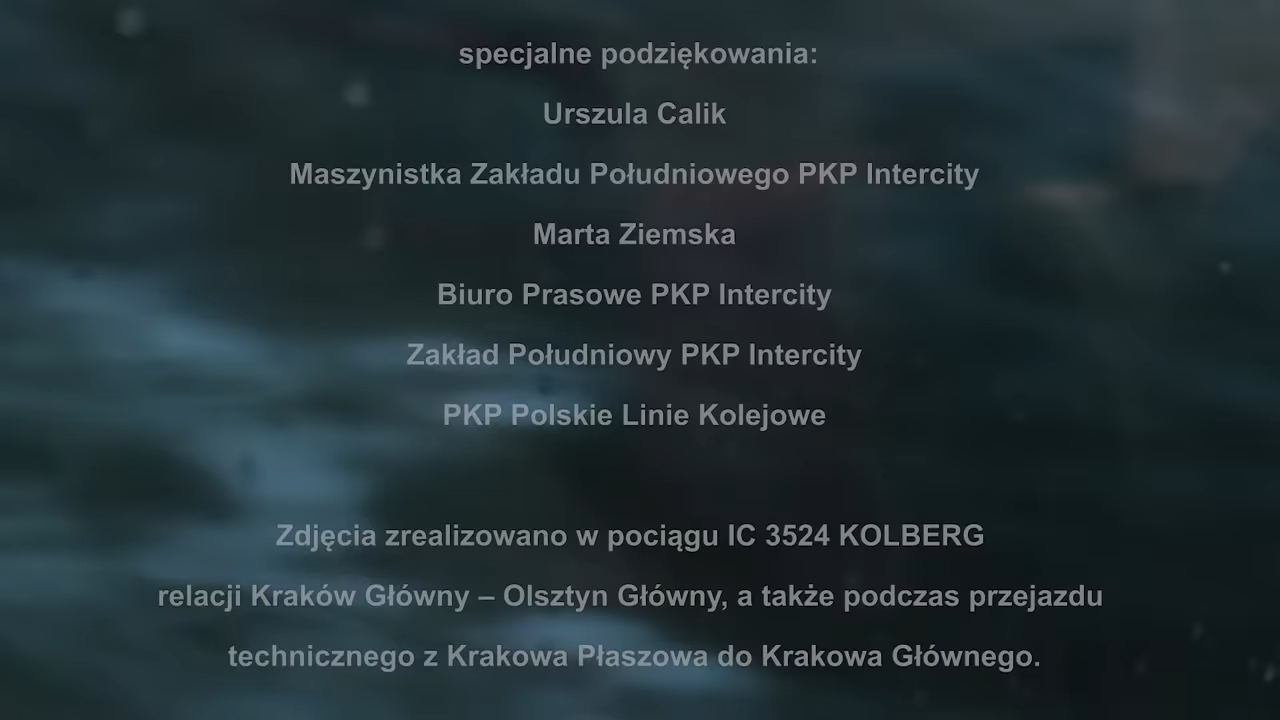 specjalne podziękowania:
Urszula Calik
Maszynistka Zakładu Południowego PKP Intercity
Marta Ziemska
Biuro Prasowe PKP Intercity
Zakład Południowy PKP Intercity
PKP Polskie Linie Kolejowe
Zdjęcia zrealizowano w pociągu IC 3524 KOLBERG
relacji Kraków Główny – Olsztyn Główny, a także podczas przejazdu
technicznego z Krakowa Płaszowa do Krakowa Głównego.